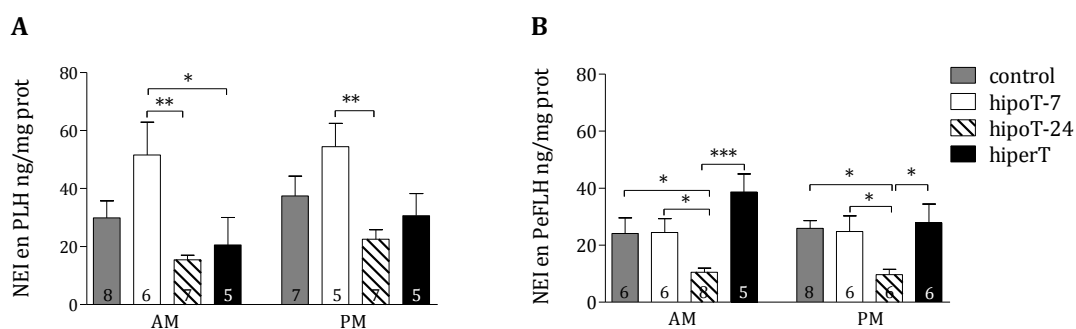 A
NEI en PLH ng/mg prot
80
60
40
20
0
*
**
**
8 6 7 5 7 5 7 5
AM PM
B
NEI en PeFLH ng/mg prot
80
60
40
20
0
***
* * *
* *
6 6 8 5 8 6 6 6
AM PM
control
hipoT-7
hipoT-24
hiperT